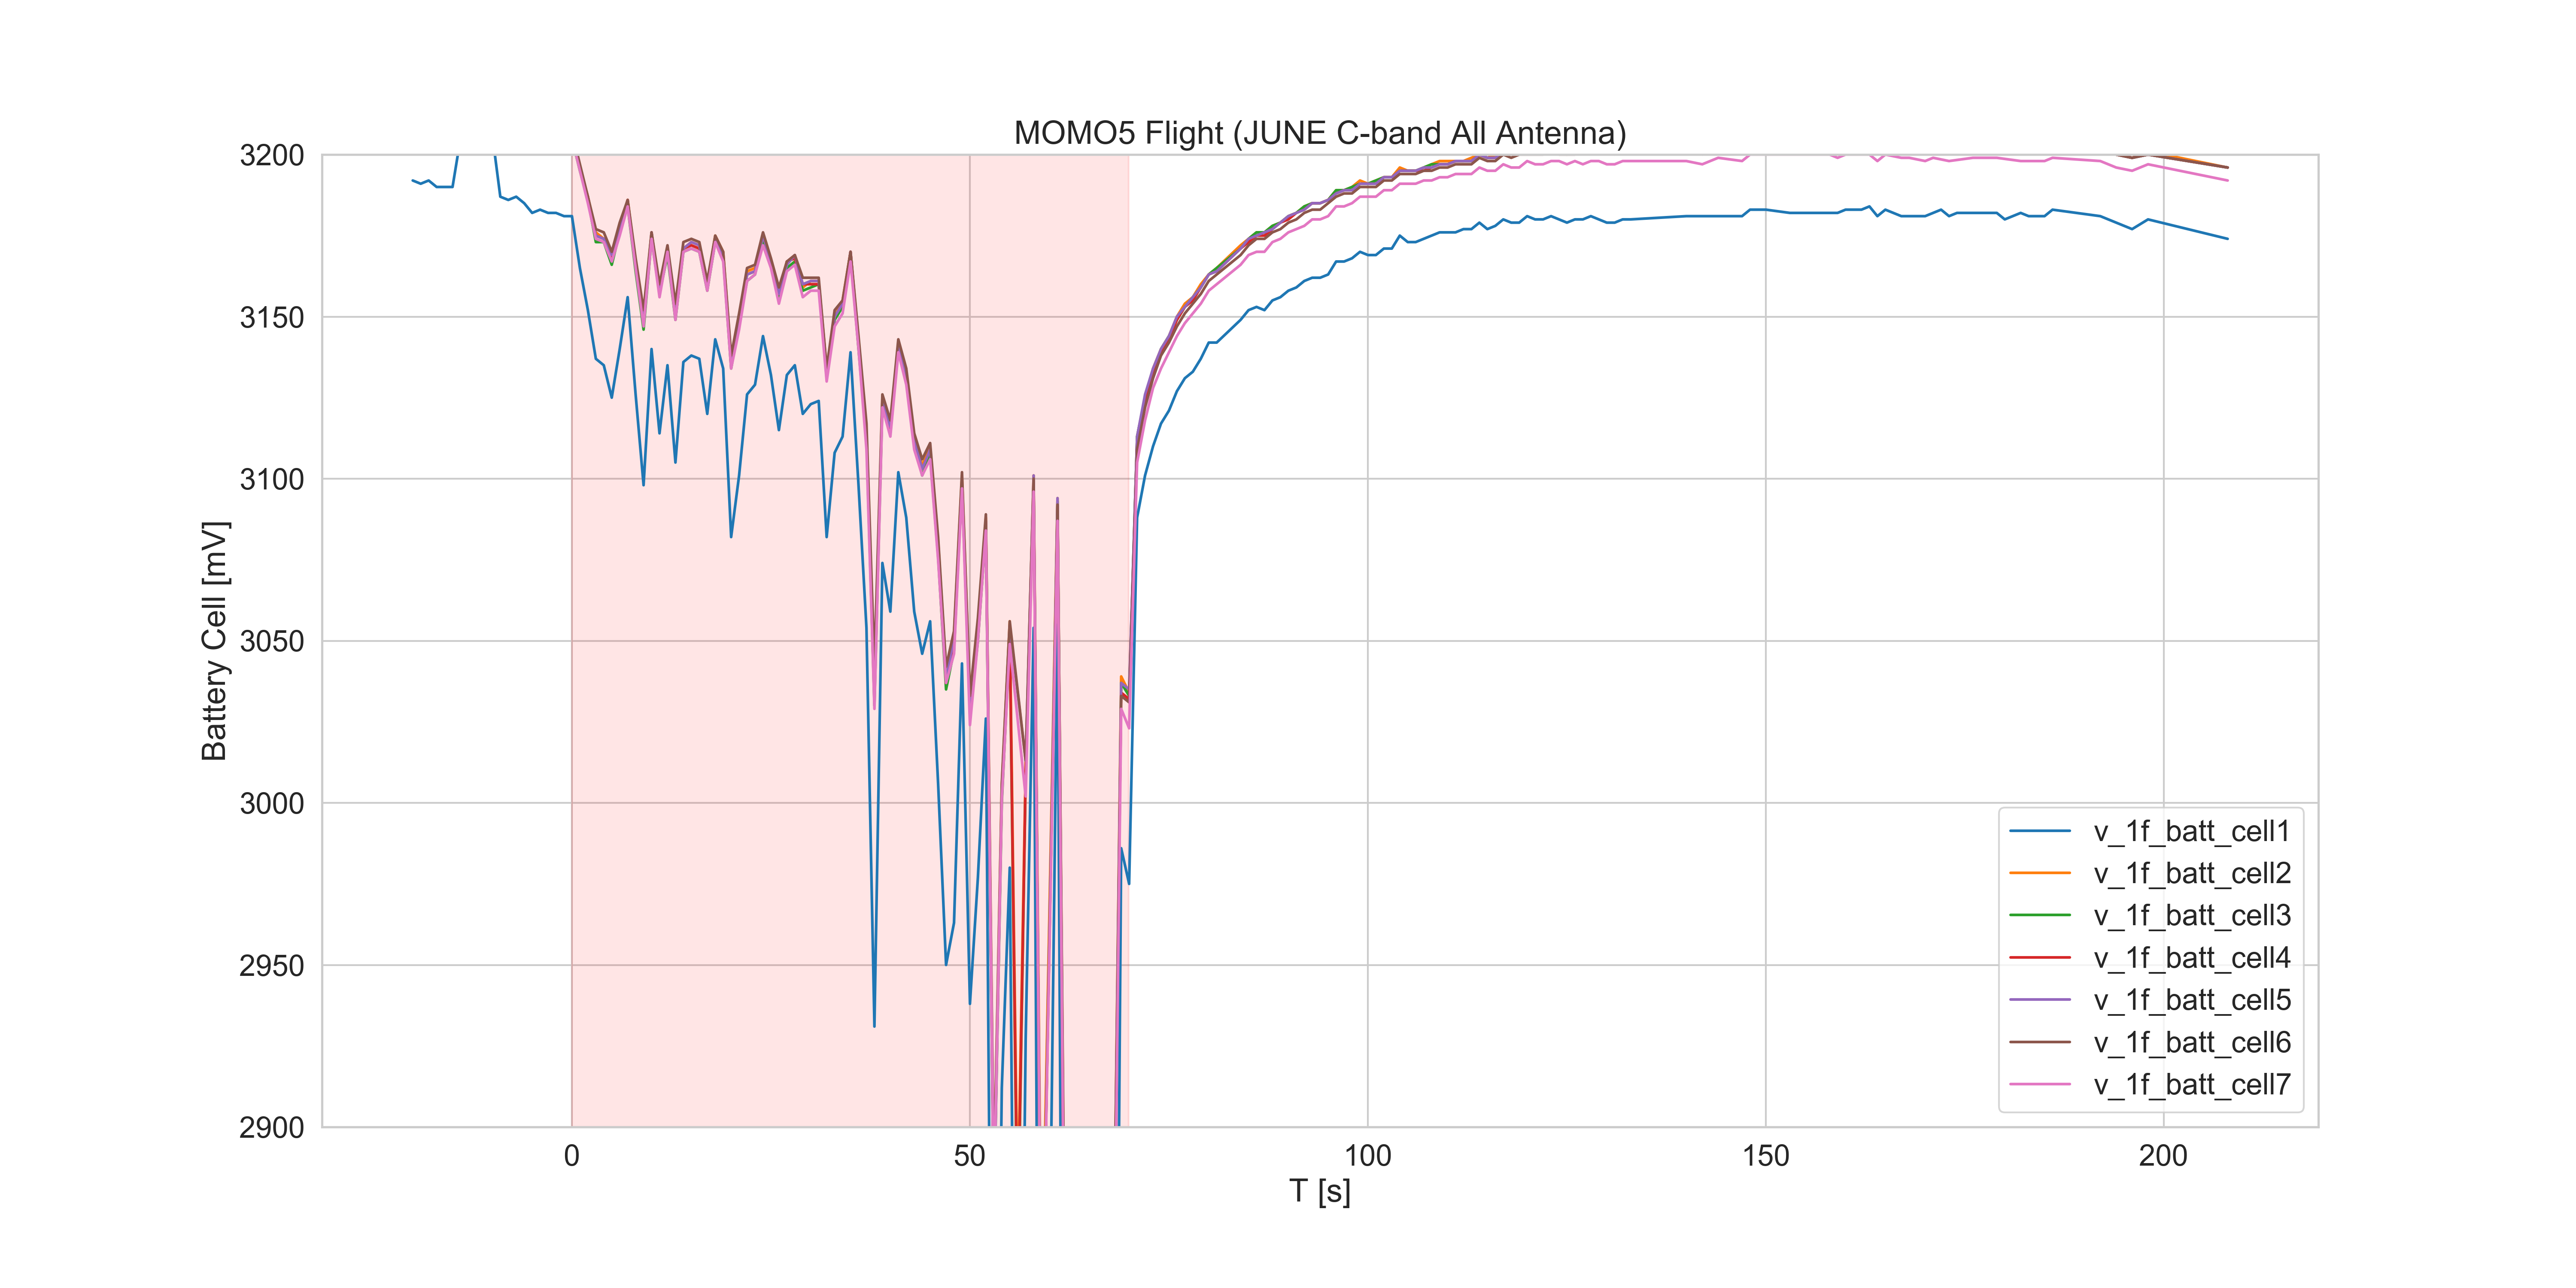 MOMO5 Flight (JUNE C-band All Antenna)
3200
3150
3100
3050
3000
2950
2900
Battery Cell [mV]
0 50 100 150 200
T [s]
v_1f_batt_cell1
v_1f_batt_cell2
v_1f_batt_cell3
v_1f_batt_cell4
v_1f_batt_cell5
v_1f_batt_cell6
v_1f_batt_cell7